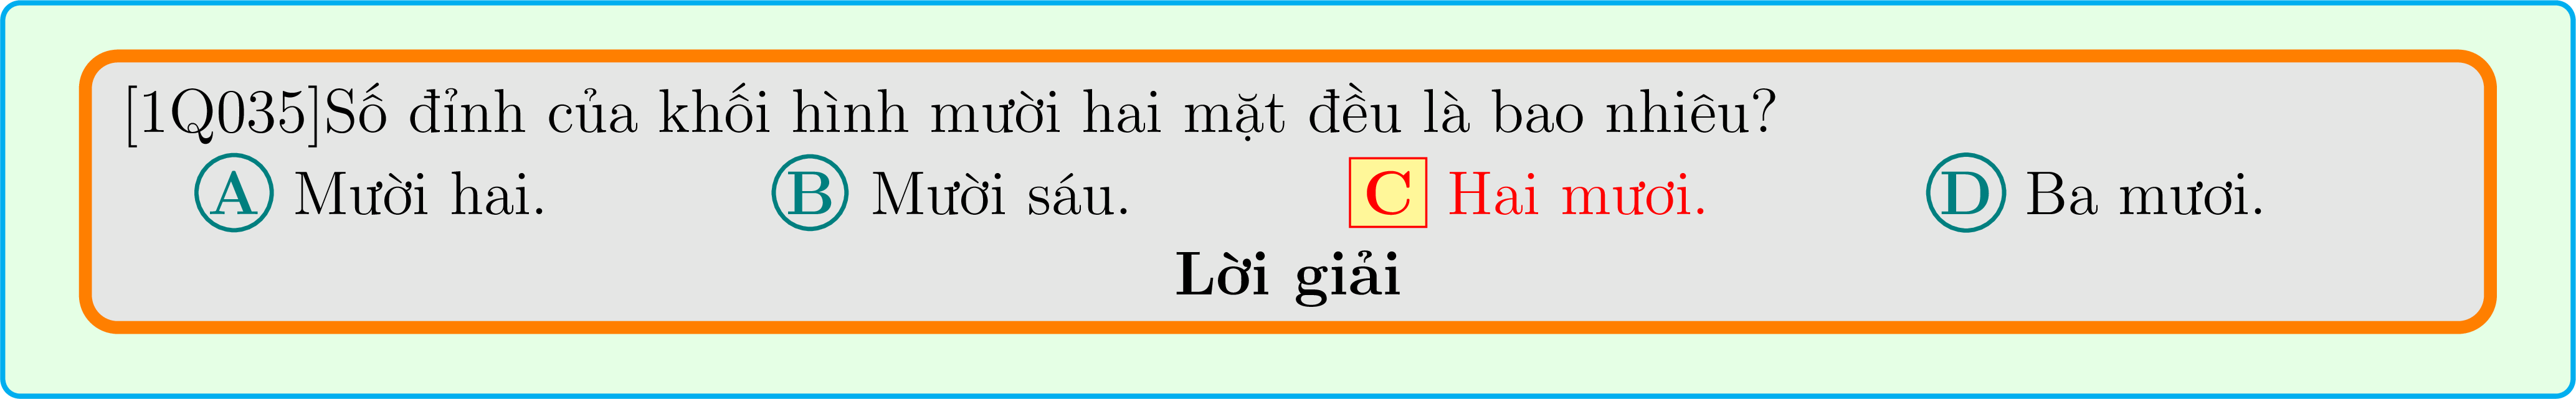 [1Q035]Số đỉnh của khối hình mười hai mặt đều là bao nhiêu?
A Mười hai. B Mười sáu. C Hai mươi. D Ba mươi.
Lời giải